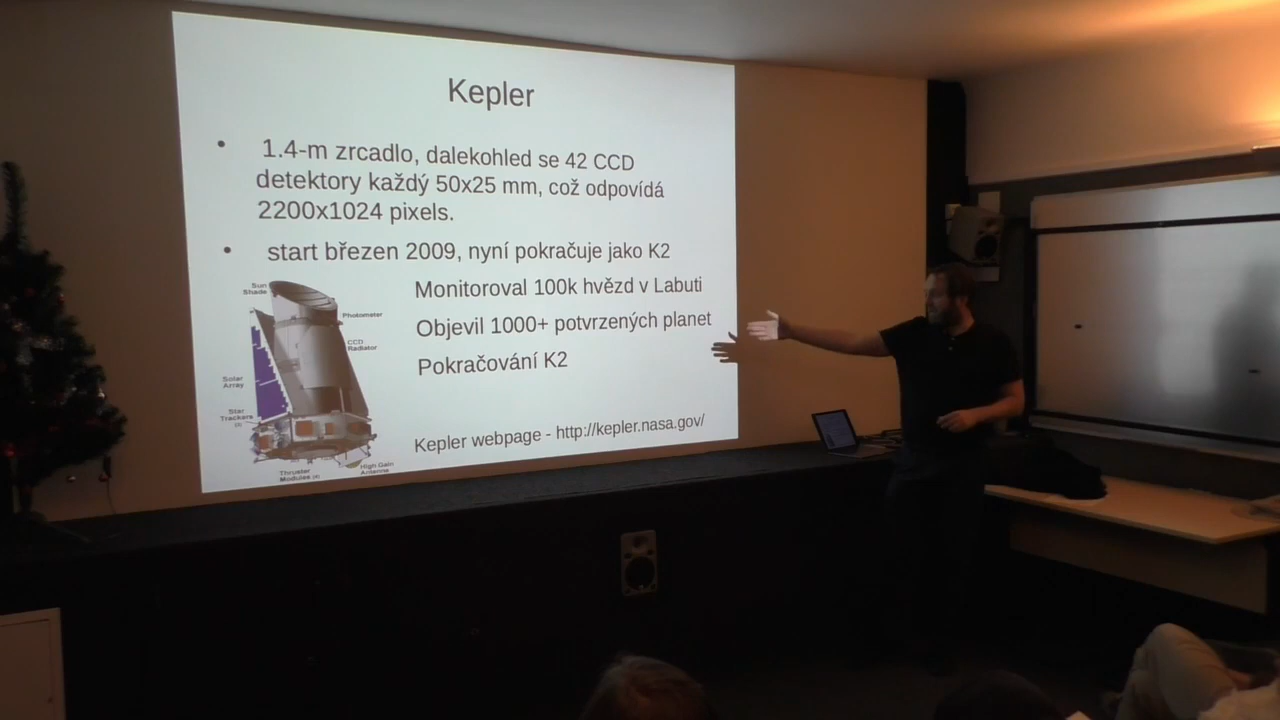 Kepler
• 1.4-m zrcadlo, dalekohled se 42 CCD
detektory každý 50x25 mm, což odpovídá
2200x1024 pixels.
• start březen 2009, nyní pokračuje jako K2
Monitoroval 100k hvězd v Labuti
Objevil 1000+ potvrzených planet
Pokračování K2
Kepler webpage - http://kepler.nasa.gov/
Sun
Shade
Photometer
CCD
Radiator
Solar
Array
Star
Trackers
High Gain
Antenna
Thruster
Modules (4)